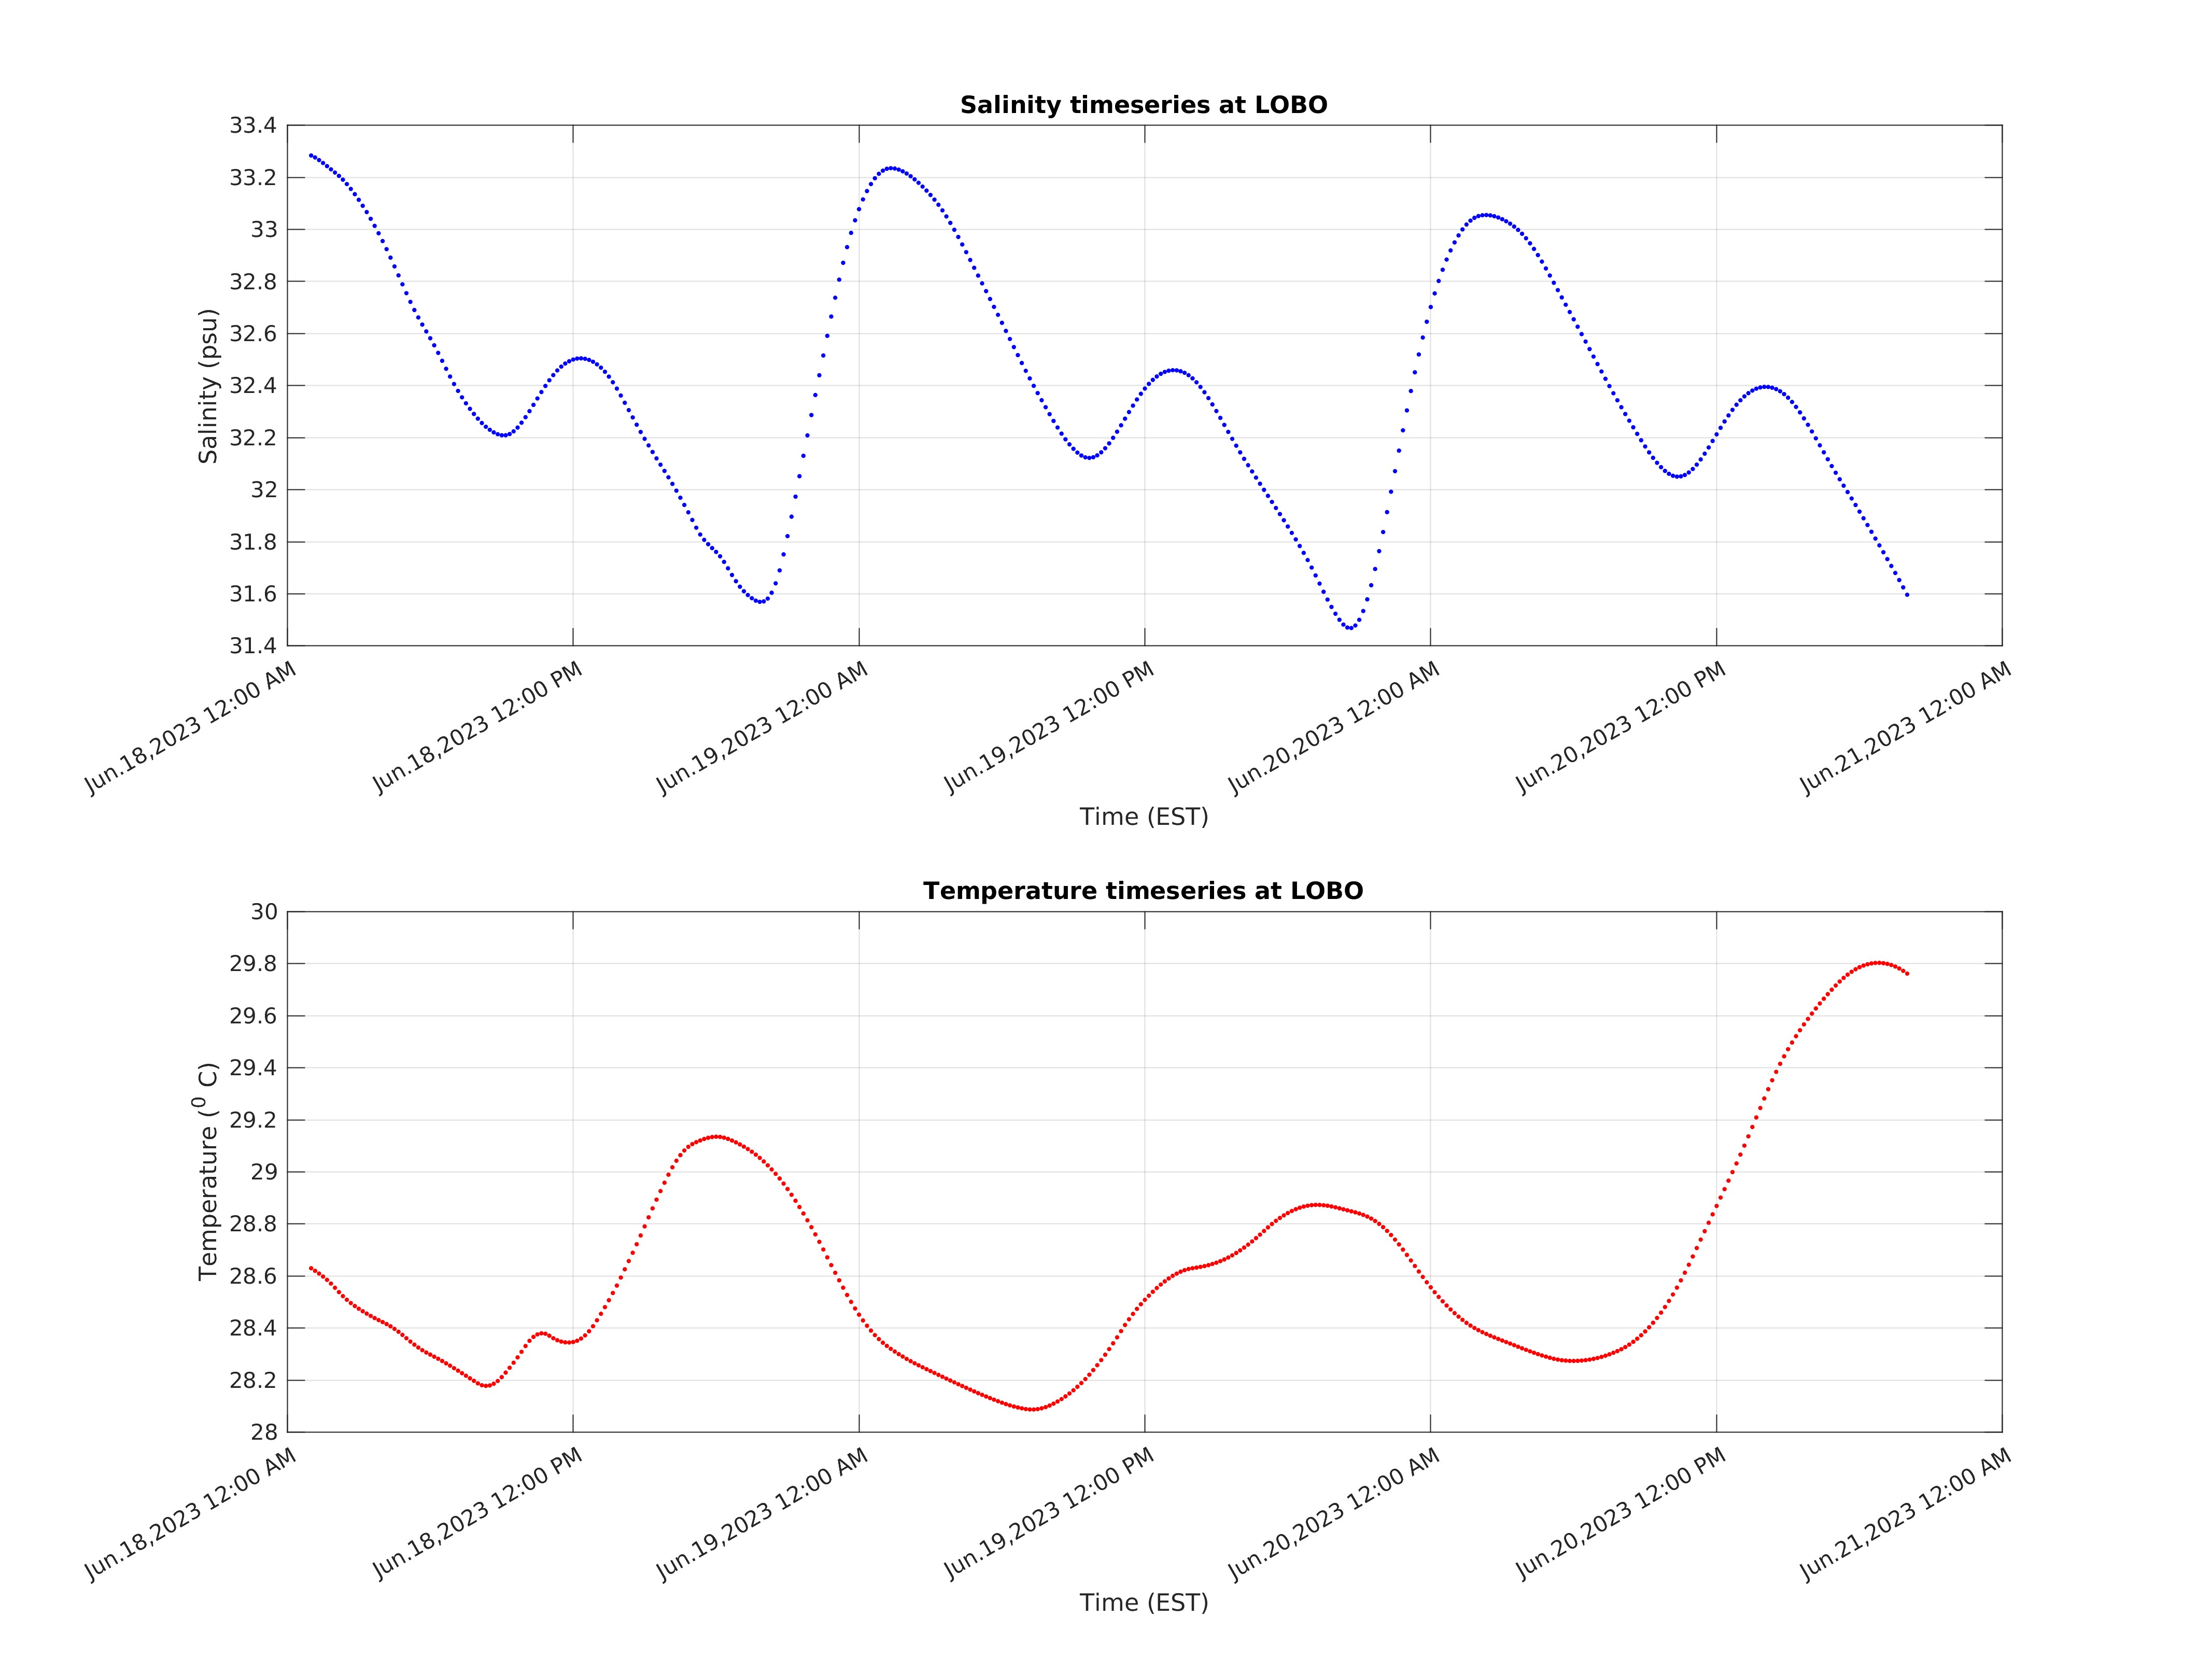 Salinity timeseries at LOBO
33.4
33.2
33
32.8
32.6
32.4
32.2
32
31.8
31.6
31.4
Salinity (psu)
Jun.18,2023 12:00 AM
Jun.18,2023 12:00 PM
Jun.19,2023 12:00 AM
Jun.19,2023 12:00 PM
Jun.20,2023 12:00 AM
Jun.20,2023 12:00 PM
Jun.21,2023 12:00 AM
Time (EST)
Temperature timeseries at LOBO
30
29.8
29.6
29.4
29.2
29
28.8
28.6
28.4
28.2
28
Temperature (⁰ C)
Jun.18,2023 12:00 AM
Jun.18,2023 12:00 PM
Jun.19,2023 12:00 AM
Jun.19,2023 12:00 PM
Jun.20,2023 12:00 AM
Jun.20,2023 12:00 PM
Jun.21,2023 12:00 AM
Time (EST)